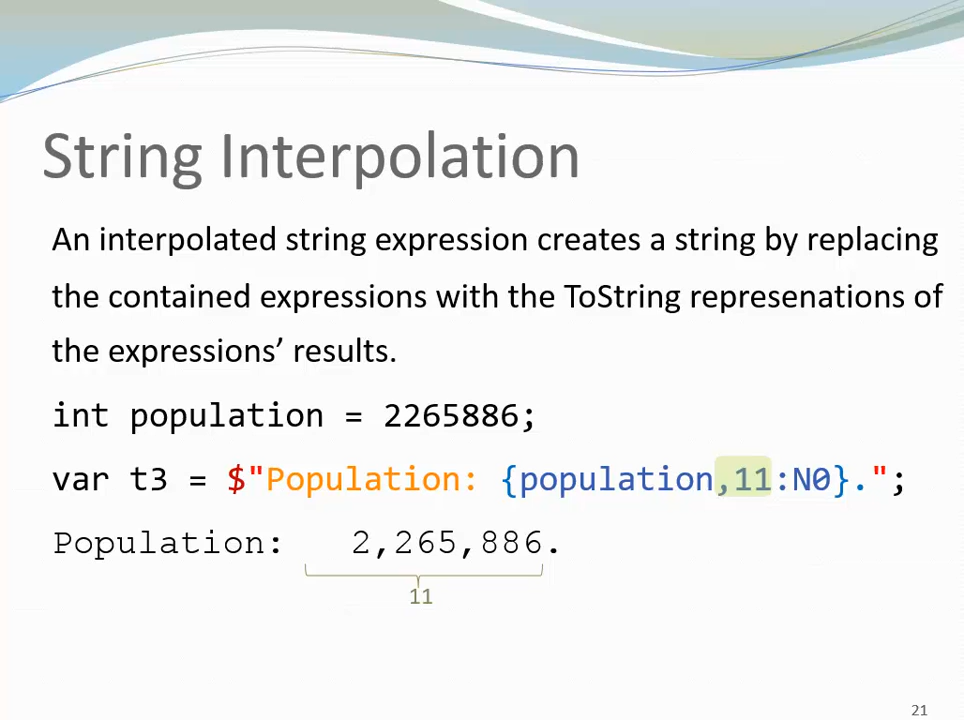 String Interpolation
An interpolated string expression creates a string by replacing
the contained expressions with the ToString represenations of
the expressions’ results.
int population = 2265886;
var t3 = $"Population: {population,11:N0}.";
Population:   2,265,886.
11
21